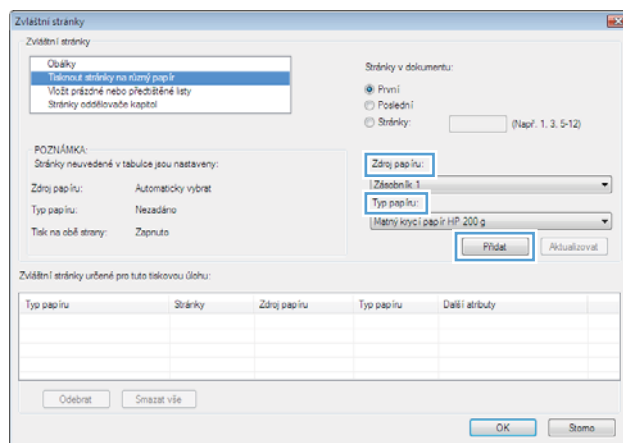 Zvláštní stránky
Zvláštní stránky
Obálky
Tisknout stránky na různý papír
Vložit prázdné nebo předtištěné listy
Stránky oddělovače kapitol
Stránky v dokumentu:
První
Poslední
Stránky:
(Např. 1, 3, 5-12)
POZNÁMKA:
Stránky neuvedené v tabulce jsou nastaveny:
Zdroj papíru: Automaticky vybrat
Typ papíru: Nezadáno
Tisk na obě strany: Zapnuto
Zdroj papíru:
Zásobník 1
Typ papíru:
Matný krycí papír HP 200 g
Přidat Aktualizovat
Zvláštní stránky určené pro tuto tiskovou úlohu:
Typ papíru Stránky Zdroj papíru Typ papíru Další atributy
Odebrat Smazat vše
OK Storno